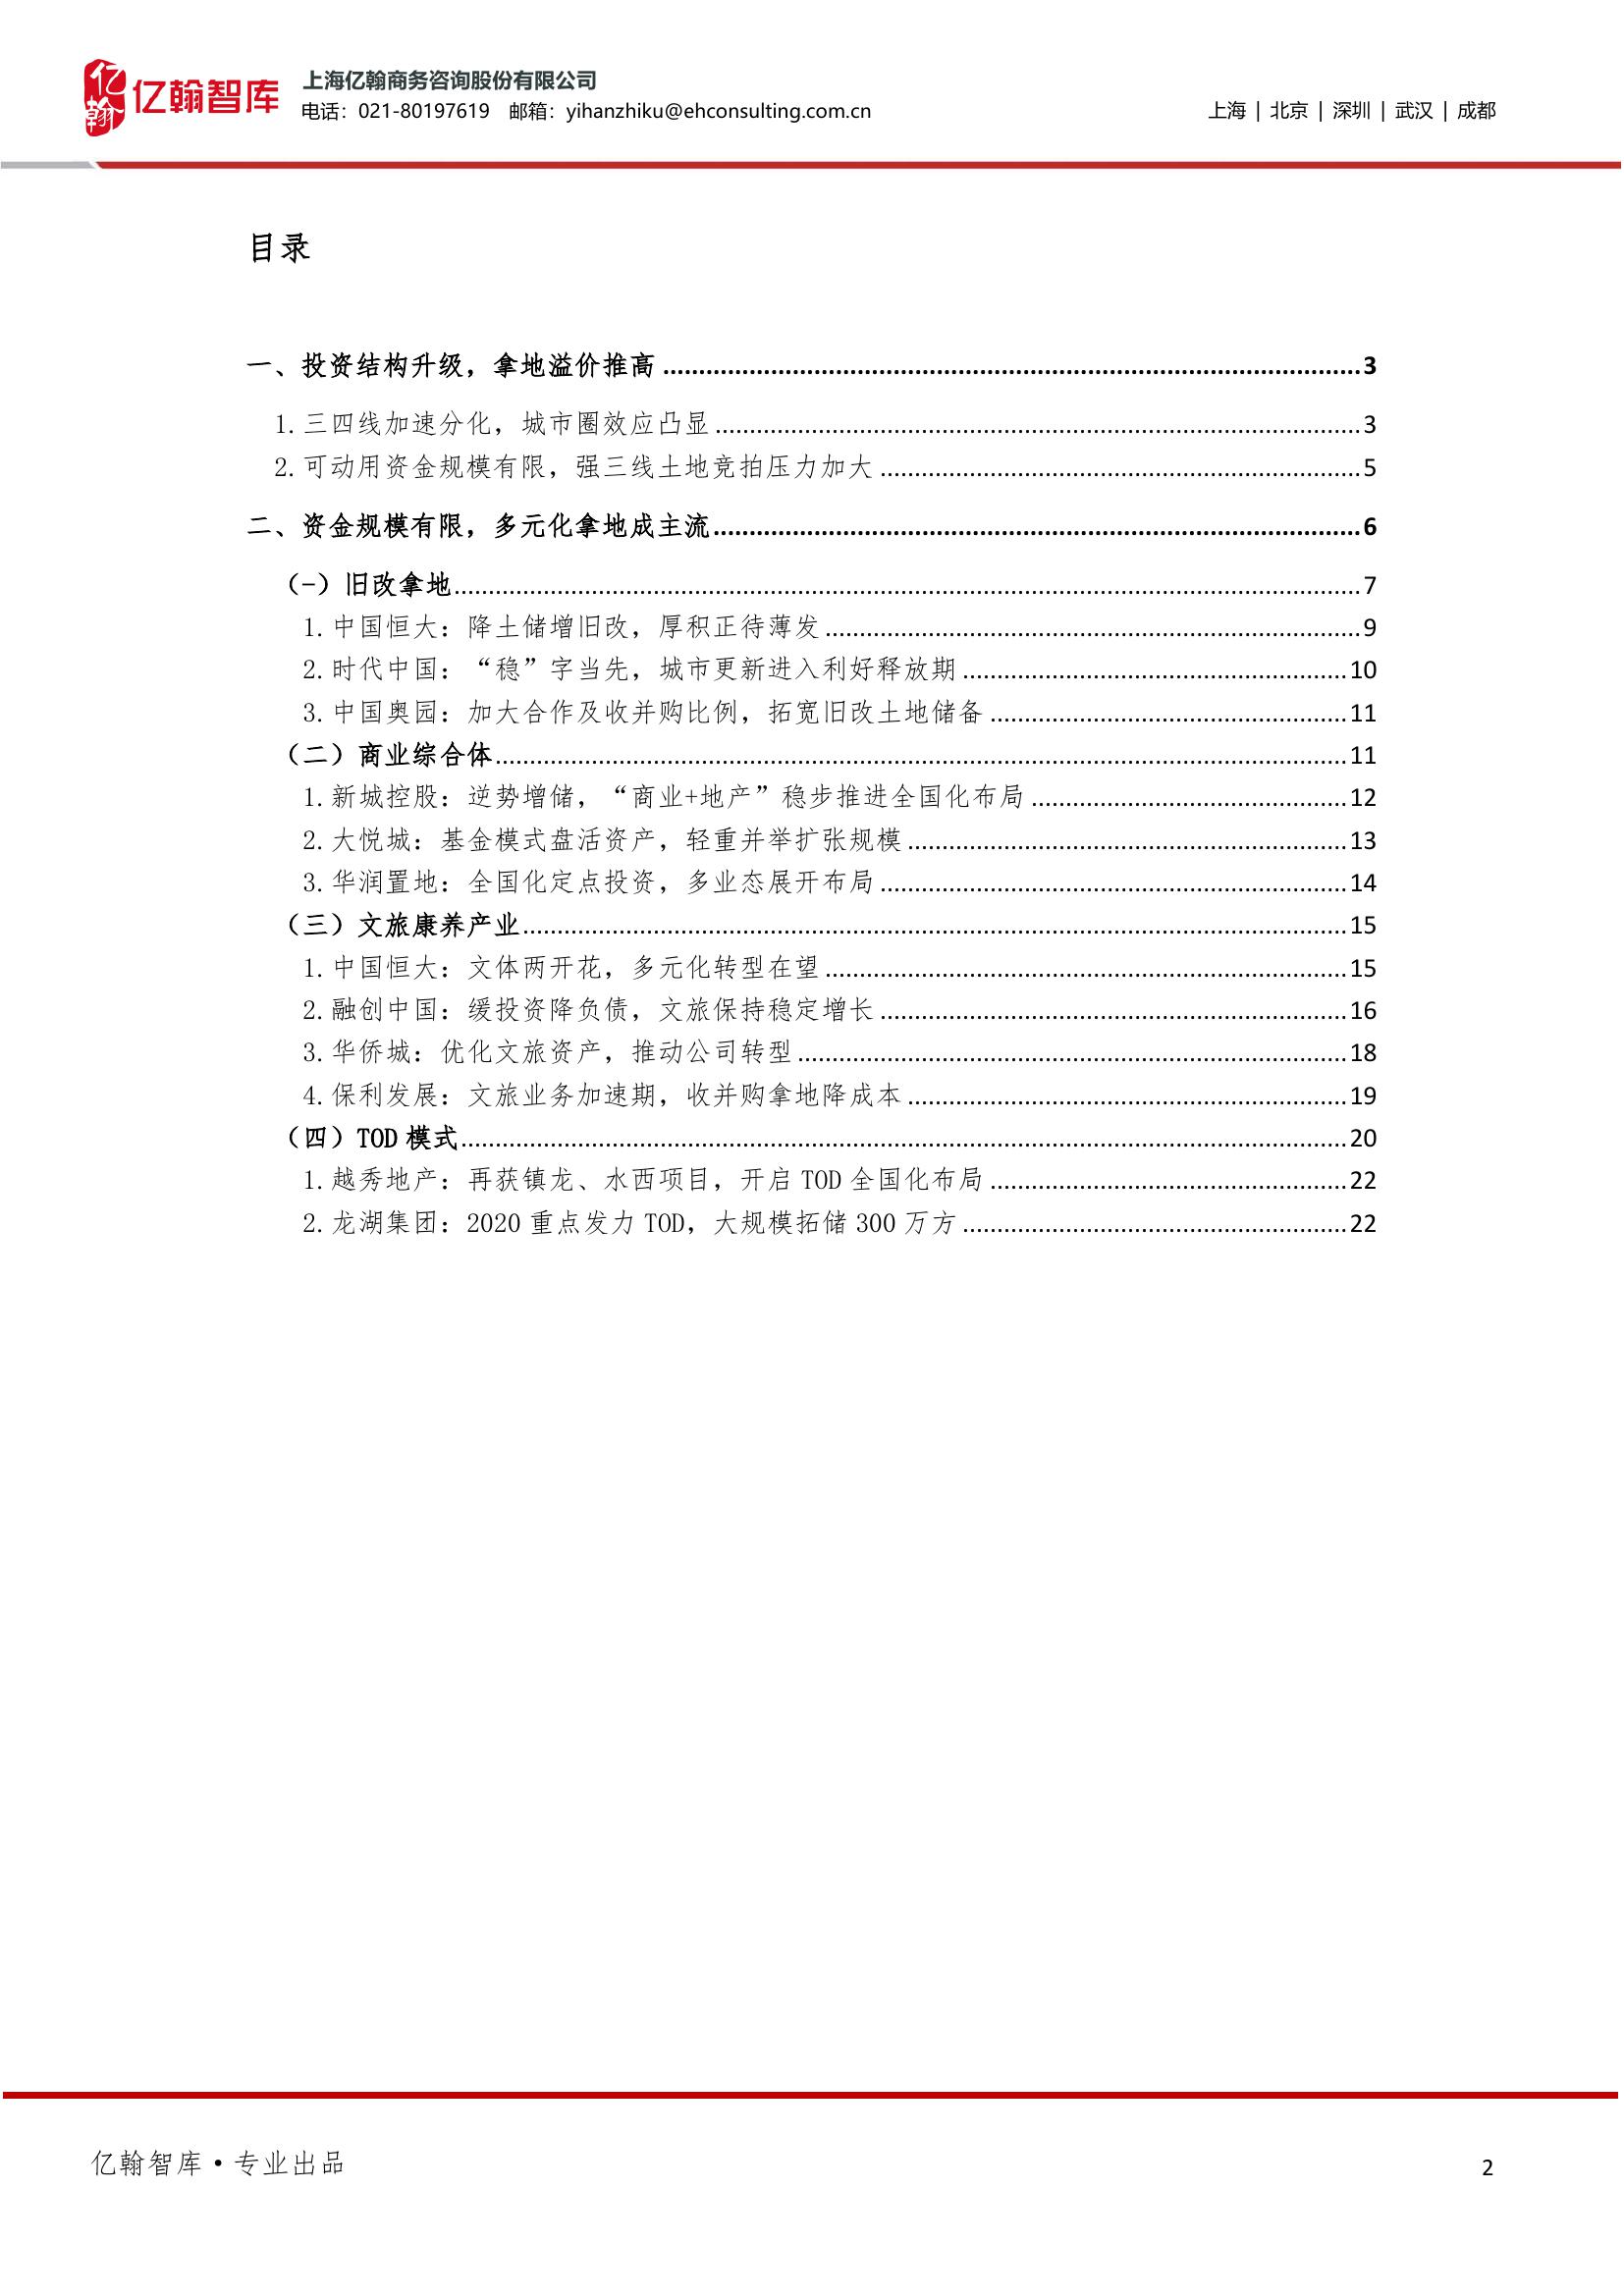 亿翰
亿翰智库
上海亿翰商务咨询股份有限公司
电话：021-80197619 邮箱：yihanzhiku@ehconsulting.com.cn
上海 | 北京 | 深圳 | 武汉 | 成都
目录
一、投资结构升级，拿地溢价推高 3
1.三四线加速分化，城市圈效应凸显 3
2.可动用资金规模有限，强三线土地竞拍压力加大 5
二、资金规模有限，多元化拿地成主流 6
（一）旧改拿地 7
1.中国恒大：降土储增旧改，厚积正待薄发 9
2.时代中国：“稳”字当先，城市更新进入利好释放期 10
3.中国奥园：加大合作及收并购比例，拓宽旧改土地储备 11
（二）商业综合体 11
1.新城控股：逆势增储，“商业+地产”稳步推进全国化布局 12
2.大悦城：基金模式盘活资产，轻重并举扩张规模 13
3.华润置地：全国化定点投资，多业态展开布局 14
（三）文旅康养产业 15
1.中国恒大：文体两开花，多元化转型在望 15
2.融创中国：缓投资降负债，文旅保持稳定增长 16
3.华侨城：优化文旅资产，推动公司转型 18
4.保利发展：文旅业务加速期，收并购拿地降成本 19
（四）TOD 模式 20
1.越秀地产：再获镇龙、水西项目，开启 TOD 全国化布局 22
2.龙湖集团：2020 重点发力 TOD，大规模拓储 300 万方 22
亿翰智库•专业出品
2